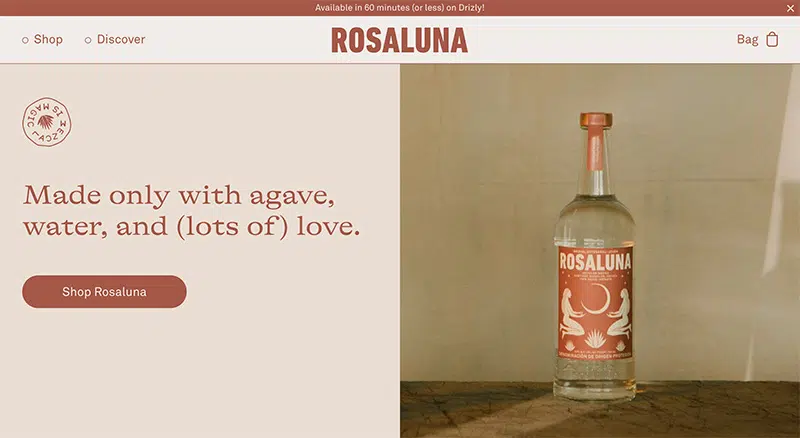 Available in 60 minutes (or less) on Drizly!
Shop
Discover
ROSALUNA
Bag
MEZCAL IS MAGIC
Made only with agave,
water, and (lots of) love.
Shop Rosaluna
ROSALUNA
DENOMINACIÓN DE ORIGEN PROTEGIDA